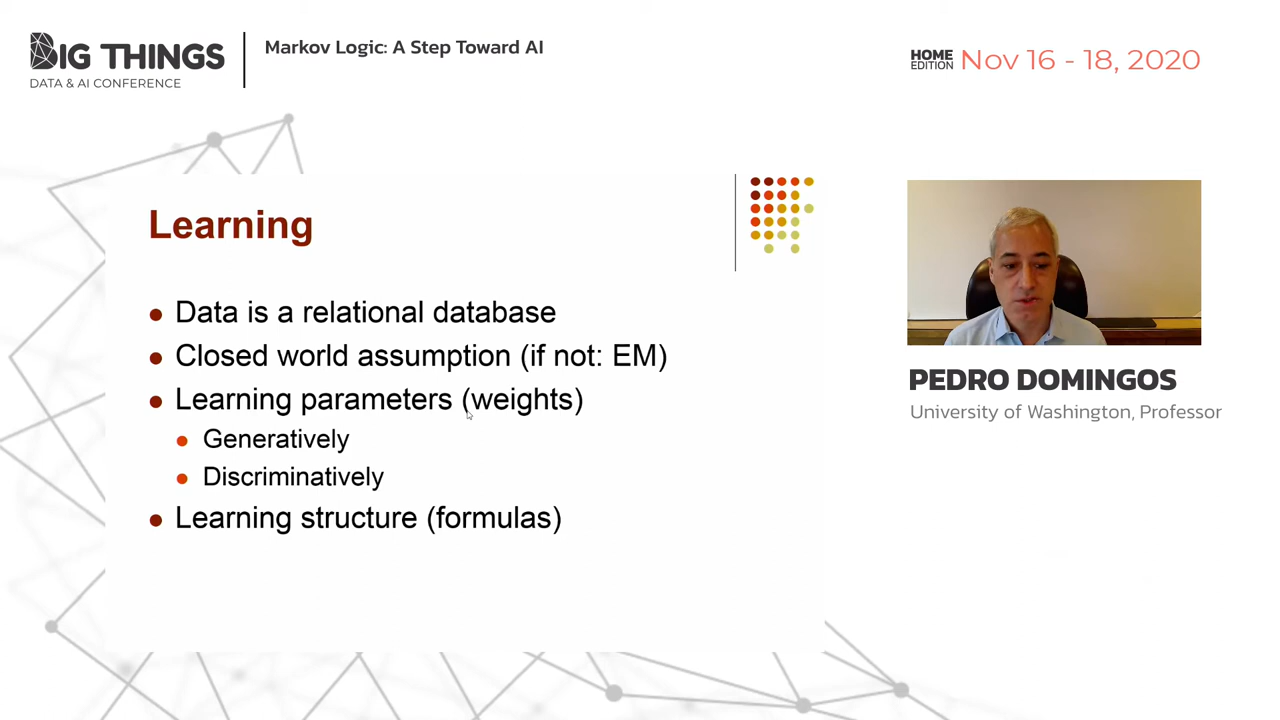 BIG THINGS
DATA & AI CONFERENCE
Markov Logic: A Step Toward AI
HOME
EDITION
Nov 16 - 18, 2020
Learning
Data is a relational database
Closed world assumption (if not: EM)
Learning parameters (weights)
Generatively
Discriminatively
Learning structure (formulas)
PEDRO DOMINGOS
University of Washington, Professor